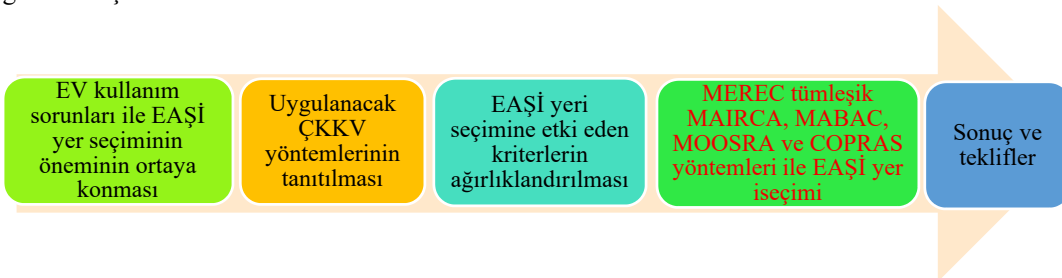 EV kullanım
sorunları ile EAŞİ
yer seçiminin
öneminin ortaya
konması
Uygulanacak
ÇKKV
yöntemlerinin
tanıtılması
EAŞİ yeri
seçimine etki eden
kriterlerin
ağırlıklandırılması
MEREC tümleşik
MAIRCA, MABAC,
MOOSRA ve COPRAS
yöntemleri ile EAŞİ yer
iseçimi
Sonuç ve
teklifler